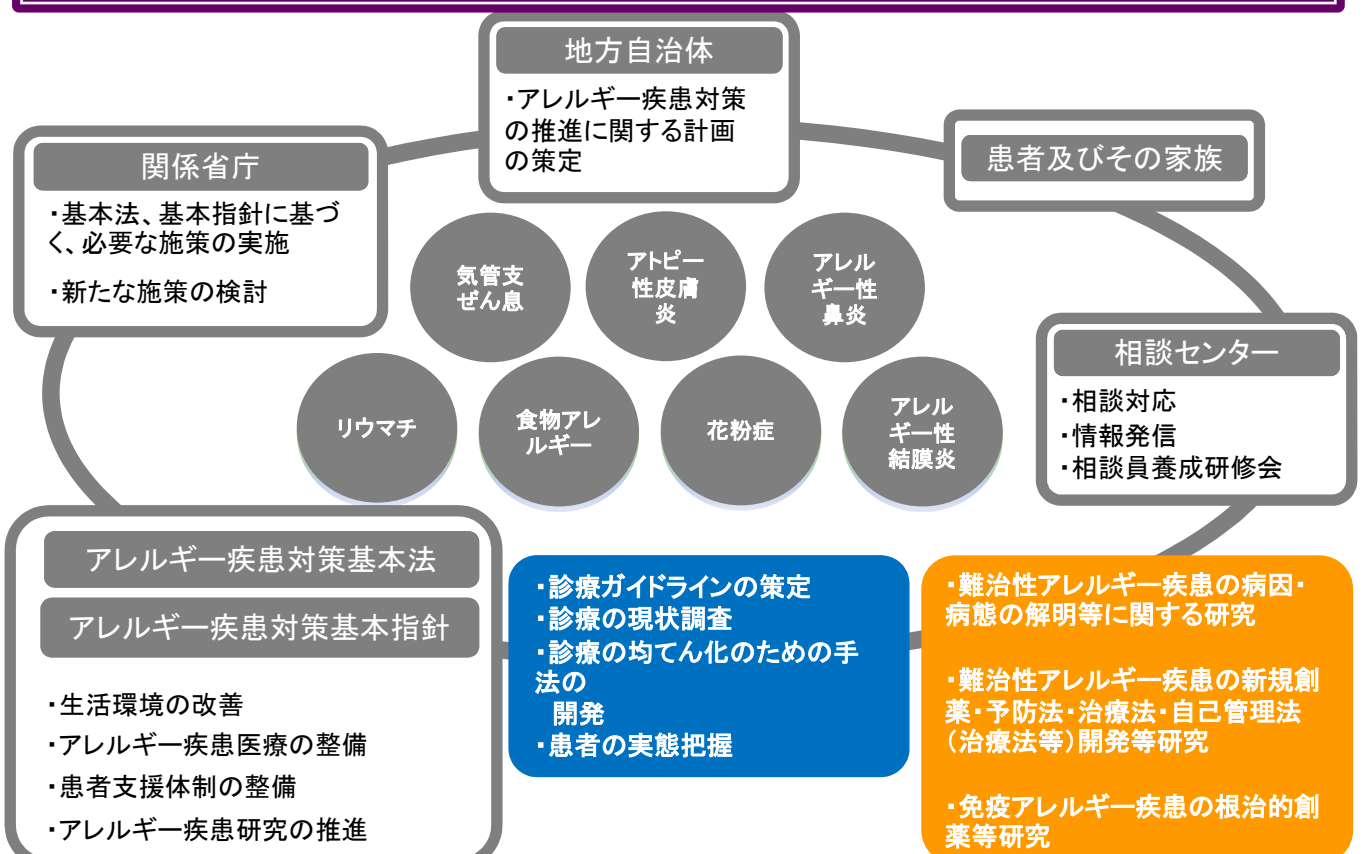 地方自治体
・アレルギー疾患対策
の推進に関する計画
の策定
関係省庁
・基本法、基本指針に基づ
く、必要な施策の実施
・新たな施策の検討
患者及びその家族
気管支
ぜん息
アトピー
性皮膚
炎
アレル
ギー性
鼻炎
相談センター
・相談対応
・情報発信
・相談員養成研修会
リウマチ
食物アレ
ルギー
花粉症
アレル
ギー性
結膜炎
アレルギー疾患対策基本法
アレルギー疾患対策基本指針
・生活環境の改善
・アレルギー疾患医療の整備
・患者支援体制の整備
・アレルギー疾患研究の推進
・診療ガイドラインの策定
・診療の現状調査
・診療の均てん化のための手
法の
開発
・患者の実態把握
・難治性アレルギー疾患の病因・
病態の解明等に関する研究
・難治性アレルギー疾患の新規創
薬・予防法・治療法・自己管理法
（治療法等）開発等研究
・免疫アレルギー疾患の根治的創
薬等研究